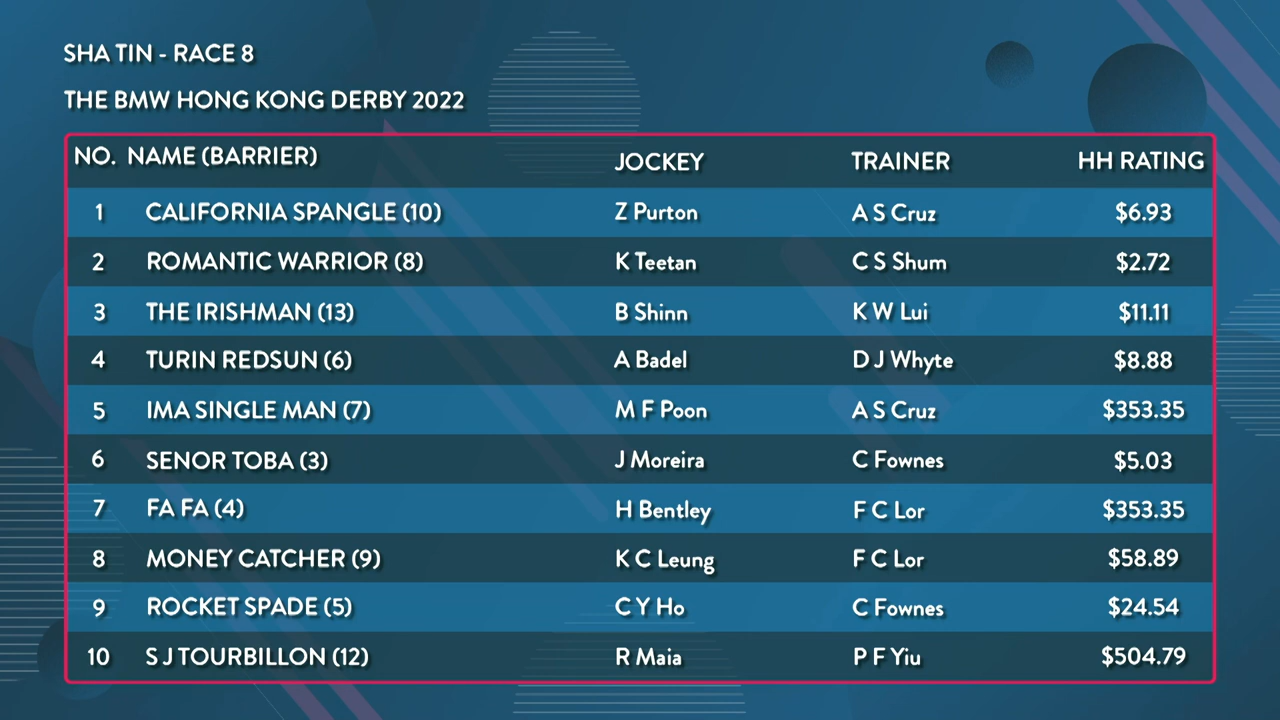 SHA TIN - RACE 8
THE BMW HONG KONG DERBY 2022
NO. NAME (BARRIER) JOCKEY TRAINER HH RATING
1 CALIFORNIA SPANGLE (10) Z Purton A S Cruz $6.93
2 ROMANTIC WARRIOR (8) K Teetan C S Shum $2.72
3 THE IRISHMAN (13) B Shinn K W Lui $11.11
4 TURIN REDSUN (6) A Badel D J Whyte $8.88
5 IMA SINGLE MAN (7) M F Poon A S Cruz $353.35
6 SENOR TOBA (3) J Moreira C Fownes $5.03
7 FA FA (4) H Bentley F C Lor $353.35
8 MONEY CATCHER (9) K C Leung F C Lor $58.89
9 ROCKET SPADE (5) C Y Ho C Fownes $24.54
10 S J TOURBILLON (12) R Maia P F Yiu $504.79